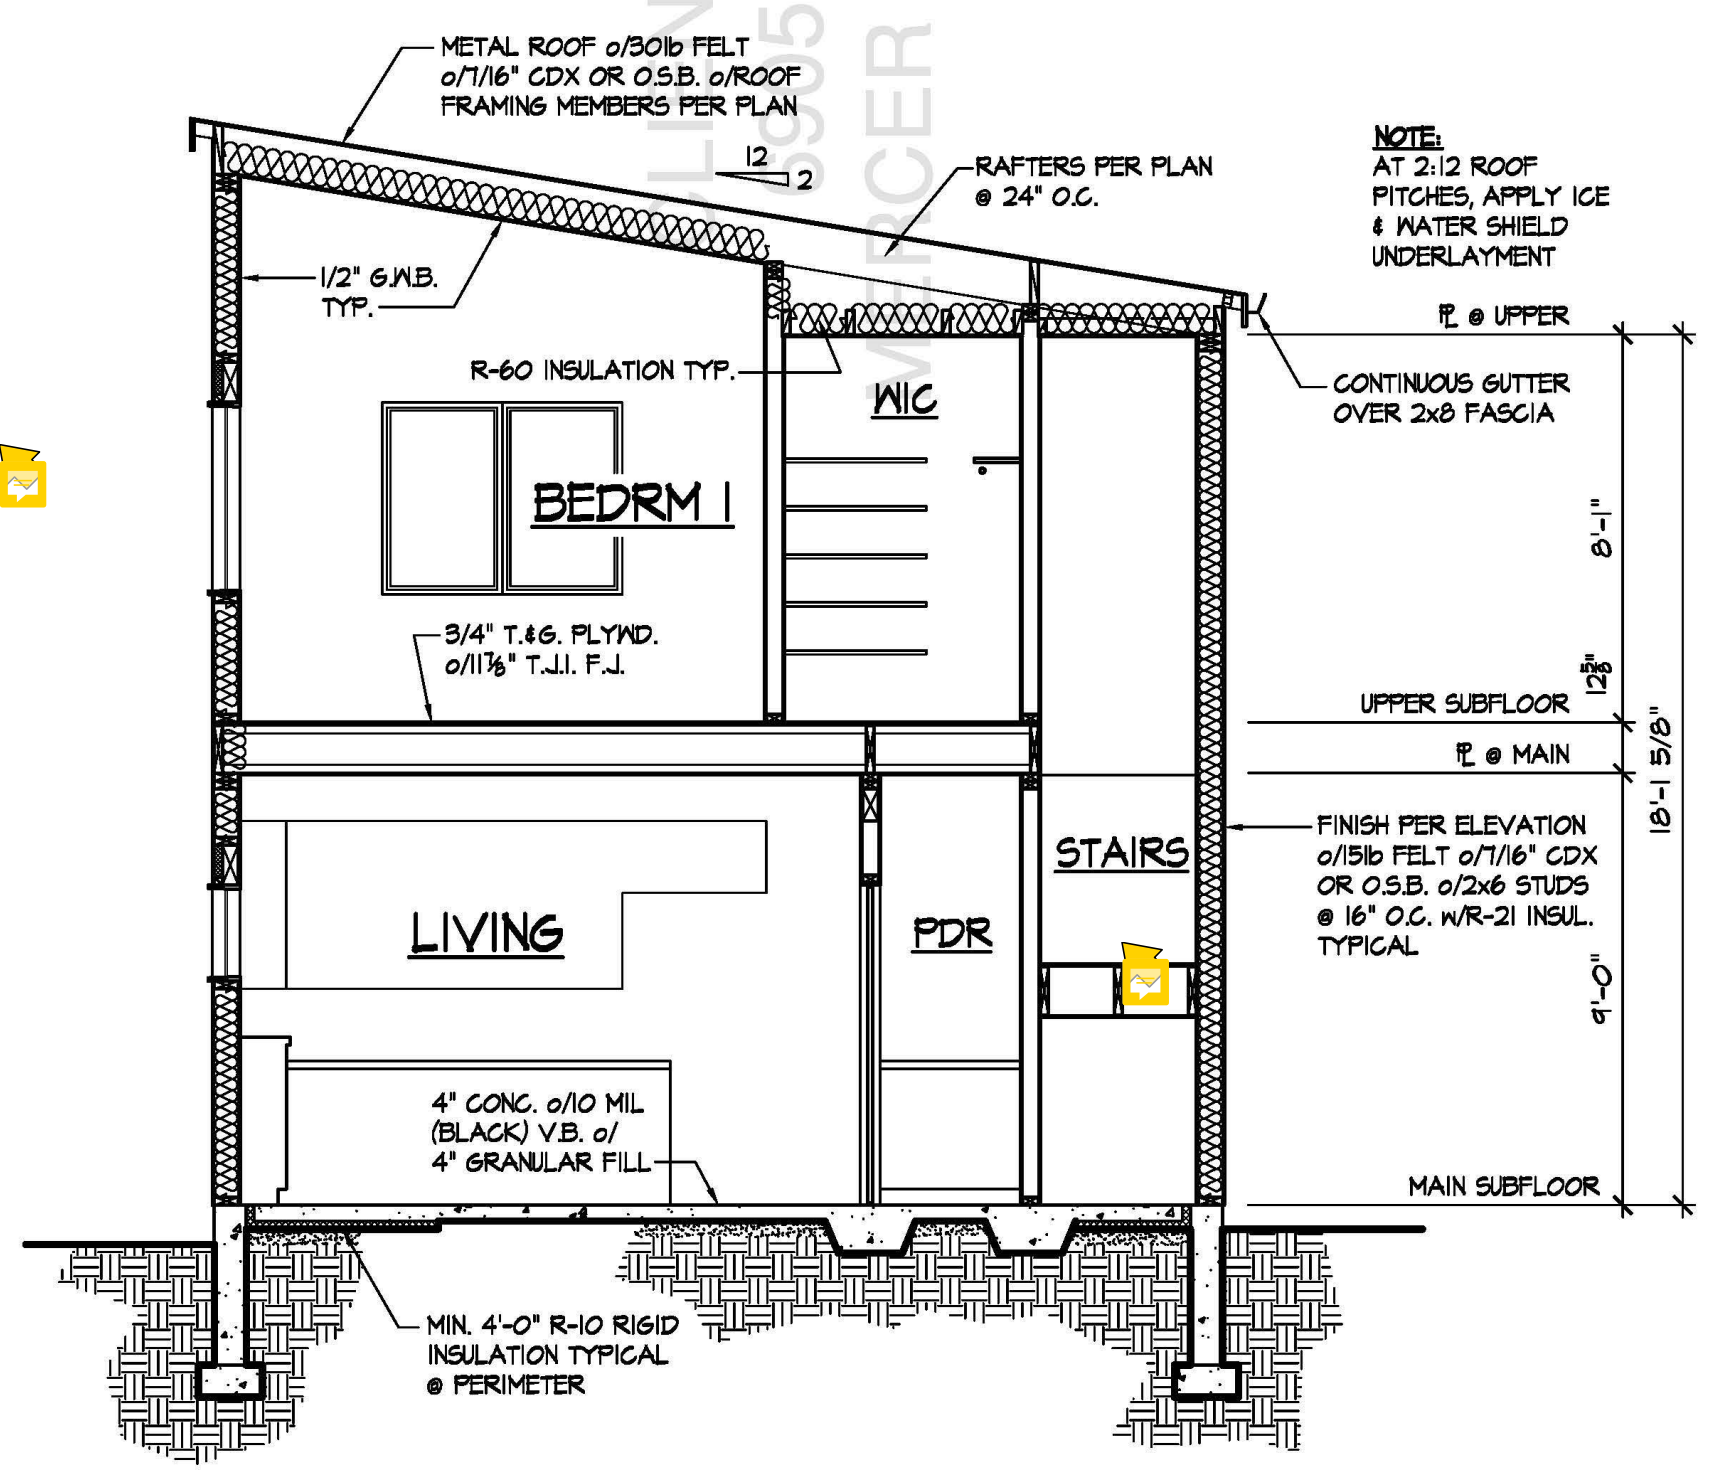 CLIEN
6905
MERCER
METAL ROOF o/30lb FELT
o/7/16" CDX OR O.S.B. o/ROOF
FRAMING MEMBERS PER PLAN
12
2
RAFTERS PER PLAN
@ 24" O.C.
NOTE:
AT 2:12 ROOF
PITCHES, APPLY ICE
& WATER SHIELD
UNDERLAYMENT
1/2" G.W.B.
TYP.
R-60 INSULATION TYP.
PL @ UPPER
CONTINUOUS GUTTER
OVER 2x8 FASCIA
WIC
BEDRM 1
8'-1"
3/4" T.&G. PLYWD.
o/11⅞" T.J.I. F.J.
12⅝"
UPPER SUBFLOOR
PL @ MAIN
18'-1 5/8"
FINISH PER ELEVATION
o/15lb FELT o/7/16" CDX
OR O.S.B. o/2x6 STUDS
@ 16" O.C. w/R-21 INSUL.
TYPICAL
STAIRS
LIVING
PDR
9'-0"
4" CONC. o/10 MIL
(BLACK) V.B. o/
4" GRANULAR FILL
MAIN SUBFLOOR
MIN. 4'-0" R-10 RIGID
INSULATION TYPICAL
@ PERIMETER